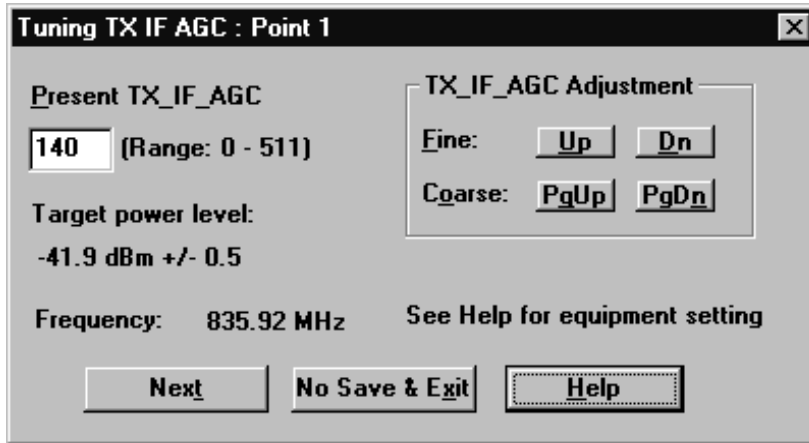 Tuning TX IF AGC : Point 1
Present TX_IF_AGC
140 (Range: 0 - 511)
Target power level:
-41.9 dBm +/- 0.5
TX_IF_AGC Adjustment
Fine: Up Dn
Coarse: PgUp PgDn
Frequency: 835.92 MHz
See Help for equipment setting
Next No Save & Exit Help